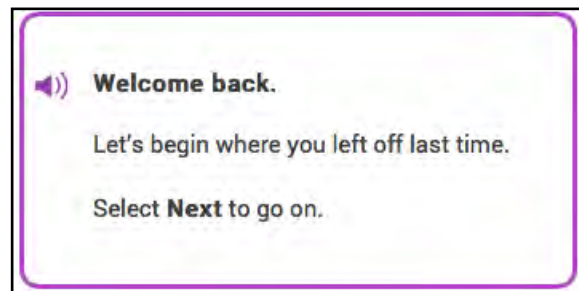 Welcome back.
Let's begin where you left off last time.
Select Next to go on.